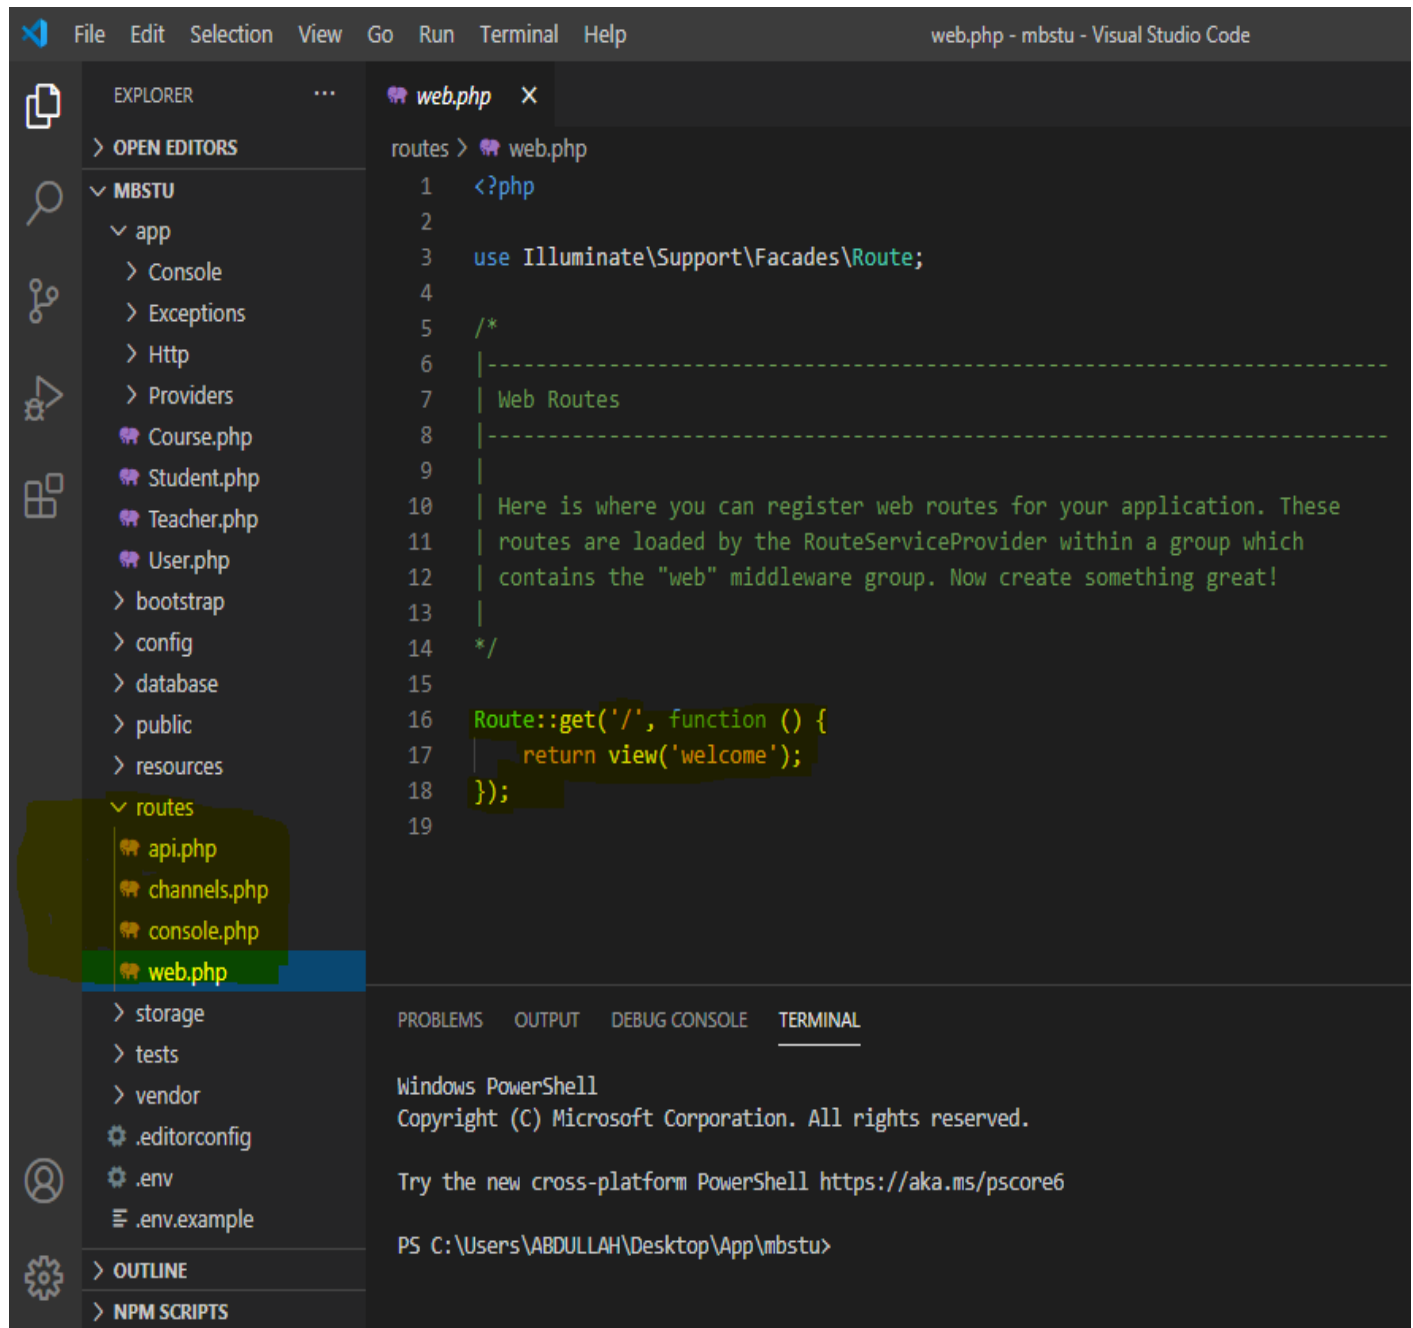 File Edit Selection View Go Run Terminal Help web.php - mbstu - Visual Studio Code
EXPLORER ...
OPEN EDITORS
MBSTU
app
Console
Exceptions
Http
Providers
Course.php
Student.php
Teacher.php
User.php
bootstrap
config
database
public
resources
routes
api.php
channels.php
console.php
web.php
storage
tests
vendor
.editorconfig
.env
.env.example
OUTLINE
NPM SCRIPTS
web.php
routes > web.php
1 <?php
2
3 use Illuminate\Support\Facades\Route;
4
5 /*
6 |--------------------------------------------------------------------------
7 | Web Routes
8 |--------------------------------------------------------------------------
9 |
10 | Here is where you can register web routes for your application. These
11 | routes are loaded by the RouteServiceProvider within a group which
12 | contains the "web" middleware group. Now create something great!
13 |
14 */
15
16 Route::get('/', function () {
17 return view('welcome');
18 });
19
PROBLEMS OUTPUT DEBUG CONSOLE TERMINAL
Windows PowerShell
Copyright (C) Microsoft Corporation. All rights reserved.
Try the new cross-platform PowerShell https://aka.ms/pscore6
PS C:\Users\ABDULLAH\Desktop\App\mbstu>